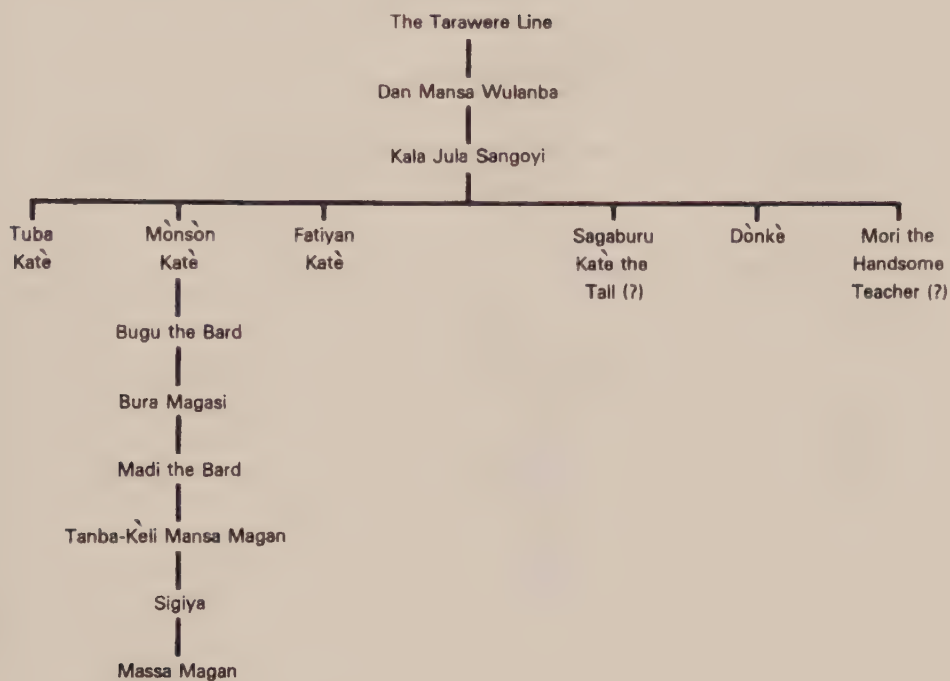 The Tarawere Line
Dan Mansa Wulanba
Kala Jula Sangoyi
Tuba
Katè
Mònsòn
Katè
Fatiyan
Katè
Sagaburu
Katè the
Tall (?)
Dònkè
Mori the
Handsome
Teacher (?)
Bugu the Bard
Bura Magasi
Madi the Bard
Tanba-Kèli Mansa Magan
Sigiya
Massa Magan